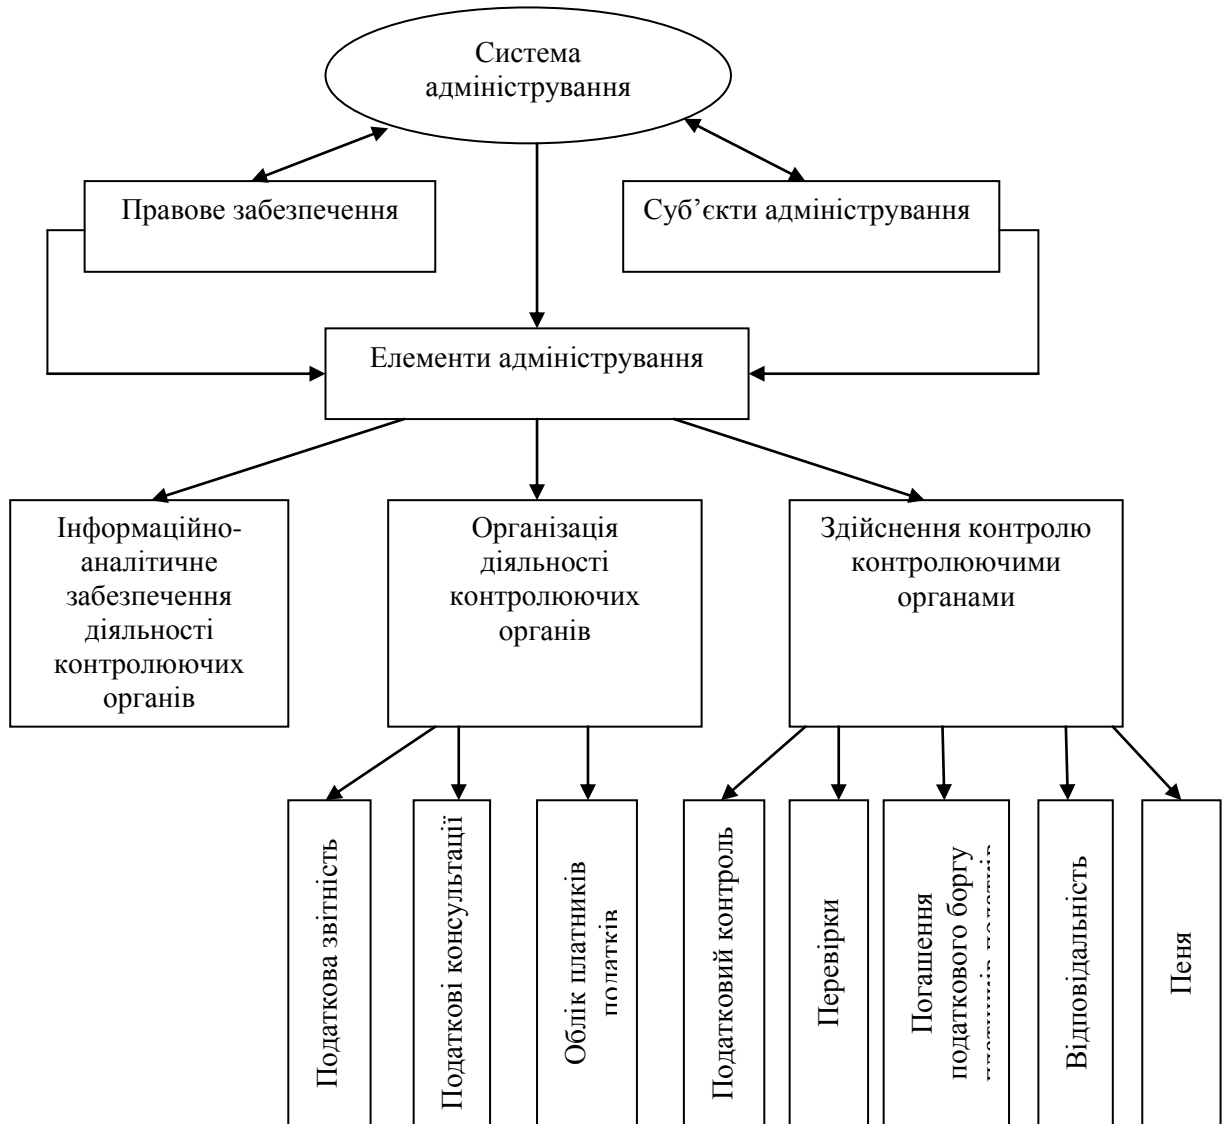 Система
адміністрування
Правове забезпечення
Суб’єкти адміністрування
Елементи адміністрування
Інформаційно-
аналітичне
забезпечення
діяльності
контролюючих
органів
Організація
діяльності
контролюючих
органів
Здійснення контролю
контролюючими
органами
Податкова звітність
Податкові консультації
Облік платників
податків
Податковий контроль
Перевірки
Погашення
податкового боргу
Відповідальність
Пеня